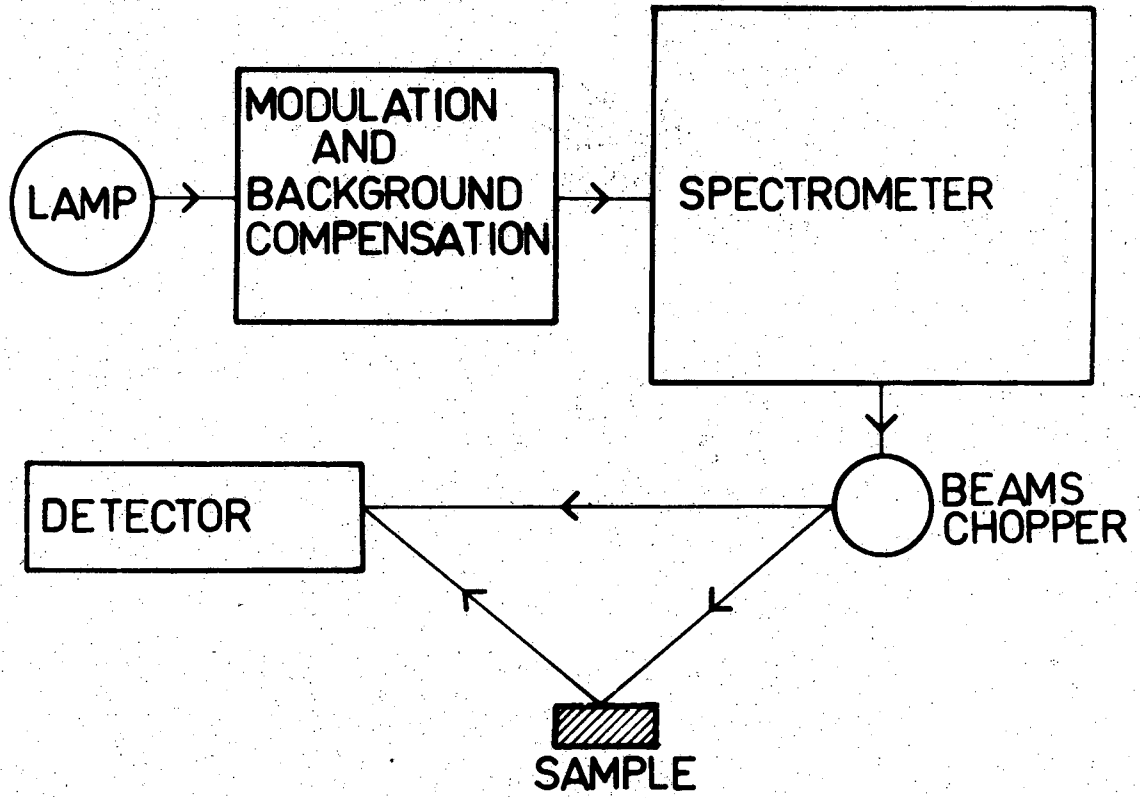 LAMP
MODULATION
AND
BACKGROUND
COMPENSATION
SPECTROMETER
DETECTOR
BEAMS
CHOPPER
SAMPLE